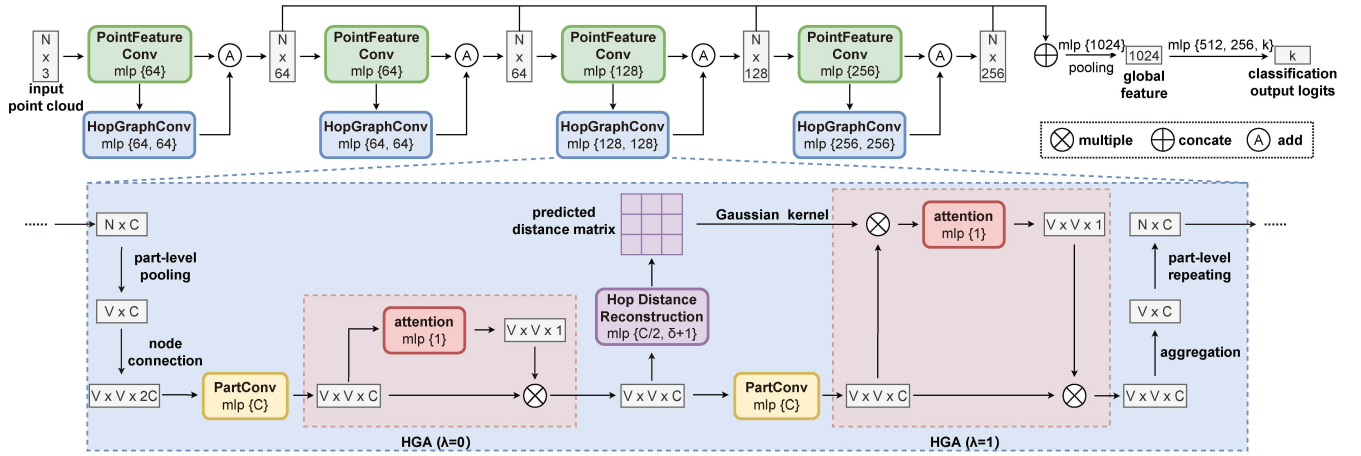 N
x
3
input
point cloud
PointFeature
Conv
mlp {64}
A
HopGraphConv
mlp {64, 64}
N
x
64
PointFeature
Conv
mlp {64}
A
HopGraphConv
mlp {64, 64}
N
x
64
PointFeature
Conv
mlp {128}
A
HopGraphConv
mlp {128, 128}
N
x
128
PointFeature
Conv
mlp {256}
A
HopGraphConv
mlp {256, 256}
N
x
256
mlp {1024}
pooling
1024
global
feature
mlp {512, 256, k}
k
classification
output logits
multiple
concate
A add
......
N x C
part-level
pooling
V x C
node
connection
V x V x 2C
PartConv
mlp {C}
V x V x C
attention
mlp {1}
V x V x 1
HGA (λ=0)
V x V x C
Hop Distance
Reconstruction
mlp {C/2, δ+1}
predicted
distance matrix
Gaussian kernel
PartConv
mlp {C}
V x V x C
attention
mlp {1}
V x V x 1
HGA (λ=1)
V x V x C
aggregation
V x C
part-level
repeating
N x C
......